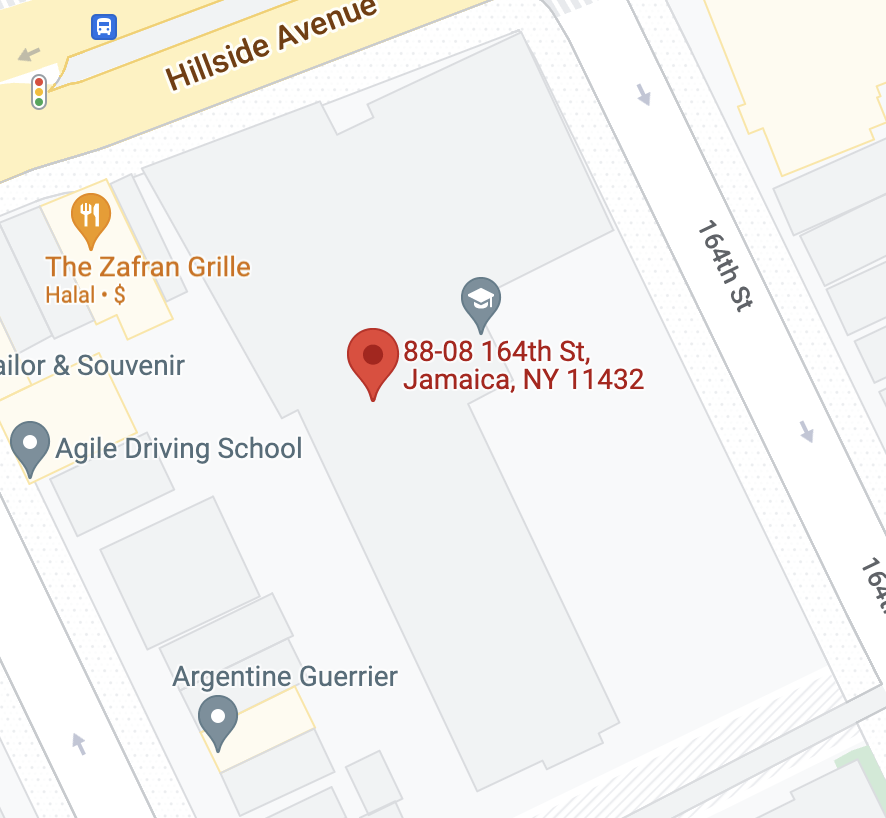 Hillside Avenue
164th St
The Zafran Grille
Halal • $
88-08 164th St,
Jamaica, NY 11432
ailor & Souvenir
Agile Driving School
164t
Argentine Guerrier